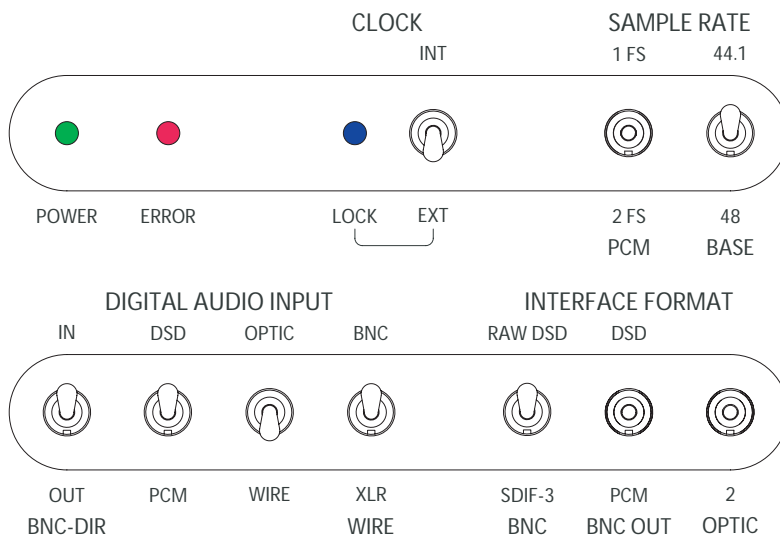 CLOCK SAMPLE RATE
INT 1 FS 44.1
POWER ERROR LOCK EXT 2 FS 48
PCM BASE
DIGITAL AUDIO INPUT INTERFACE FORMAT
IN DSD OPTIC BNC RAW DSD DSD
OUT PCM WIRE XLR SDIF-3 PCM 2
BNC-DIR WIRE BNC BNC OUT OPTIC